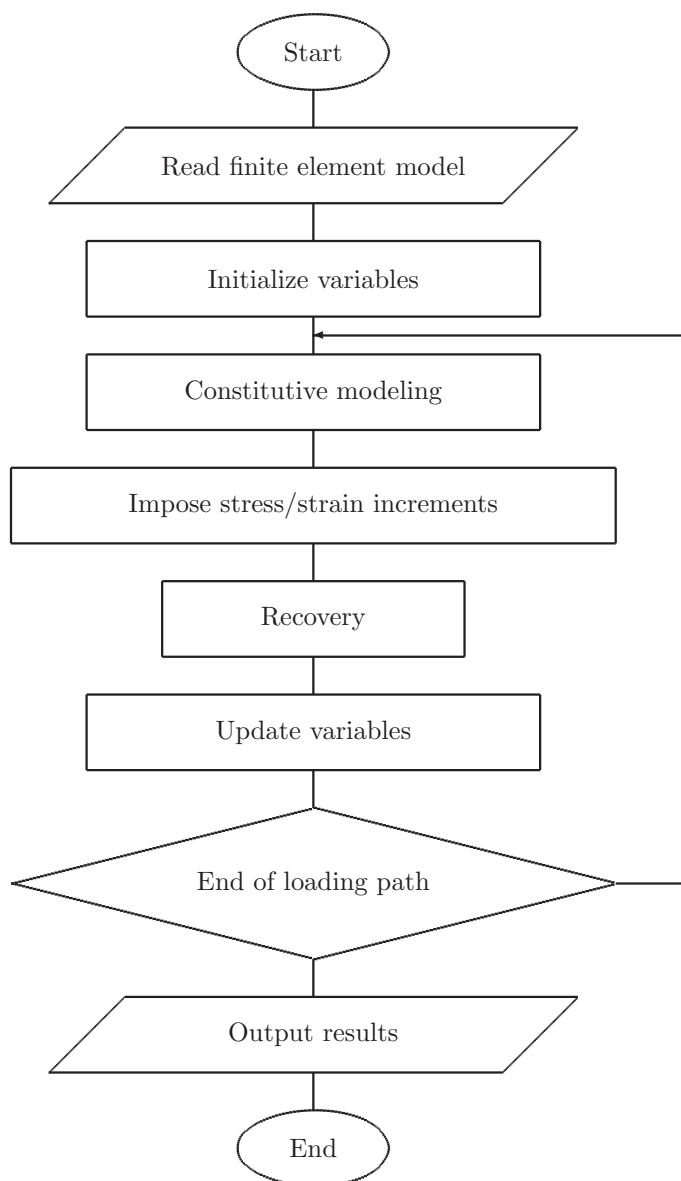 Start
Read finite element model
Initialize variables
Constitutive modeling
Impose stress/strain increments
Recovery
Update variables
End of loading path
Output results
End